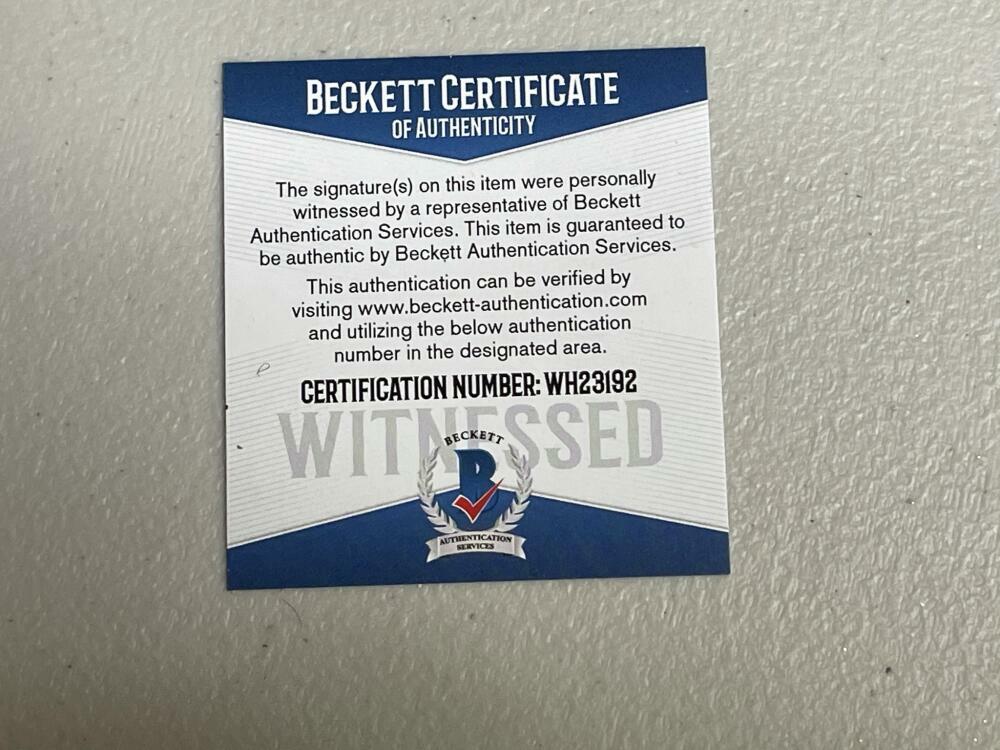 BECKETT CERTIFICATE
OF AUTHENTICITY
The signature(s) on this item were personally
witnessed by a representative of Beckett
Authentication Services. This item is guaranteed to
be authentic by Beckett Authentication Services.
This authentication can be verified by
visiting www.beckett-authentication.com
and utilizing the below authentication
number in the designated area.
CERTIFICATION NUMBER: WH23192
WITNESSED
BECKETT
B
AUTHENTICATION
SERVICES